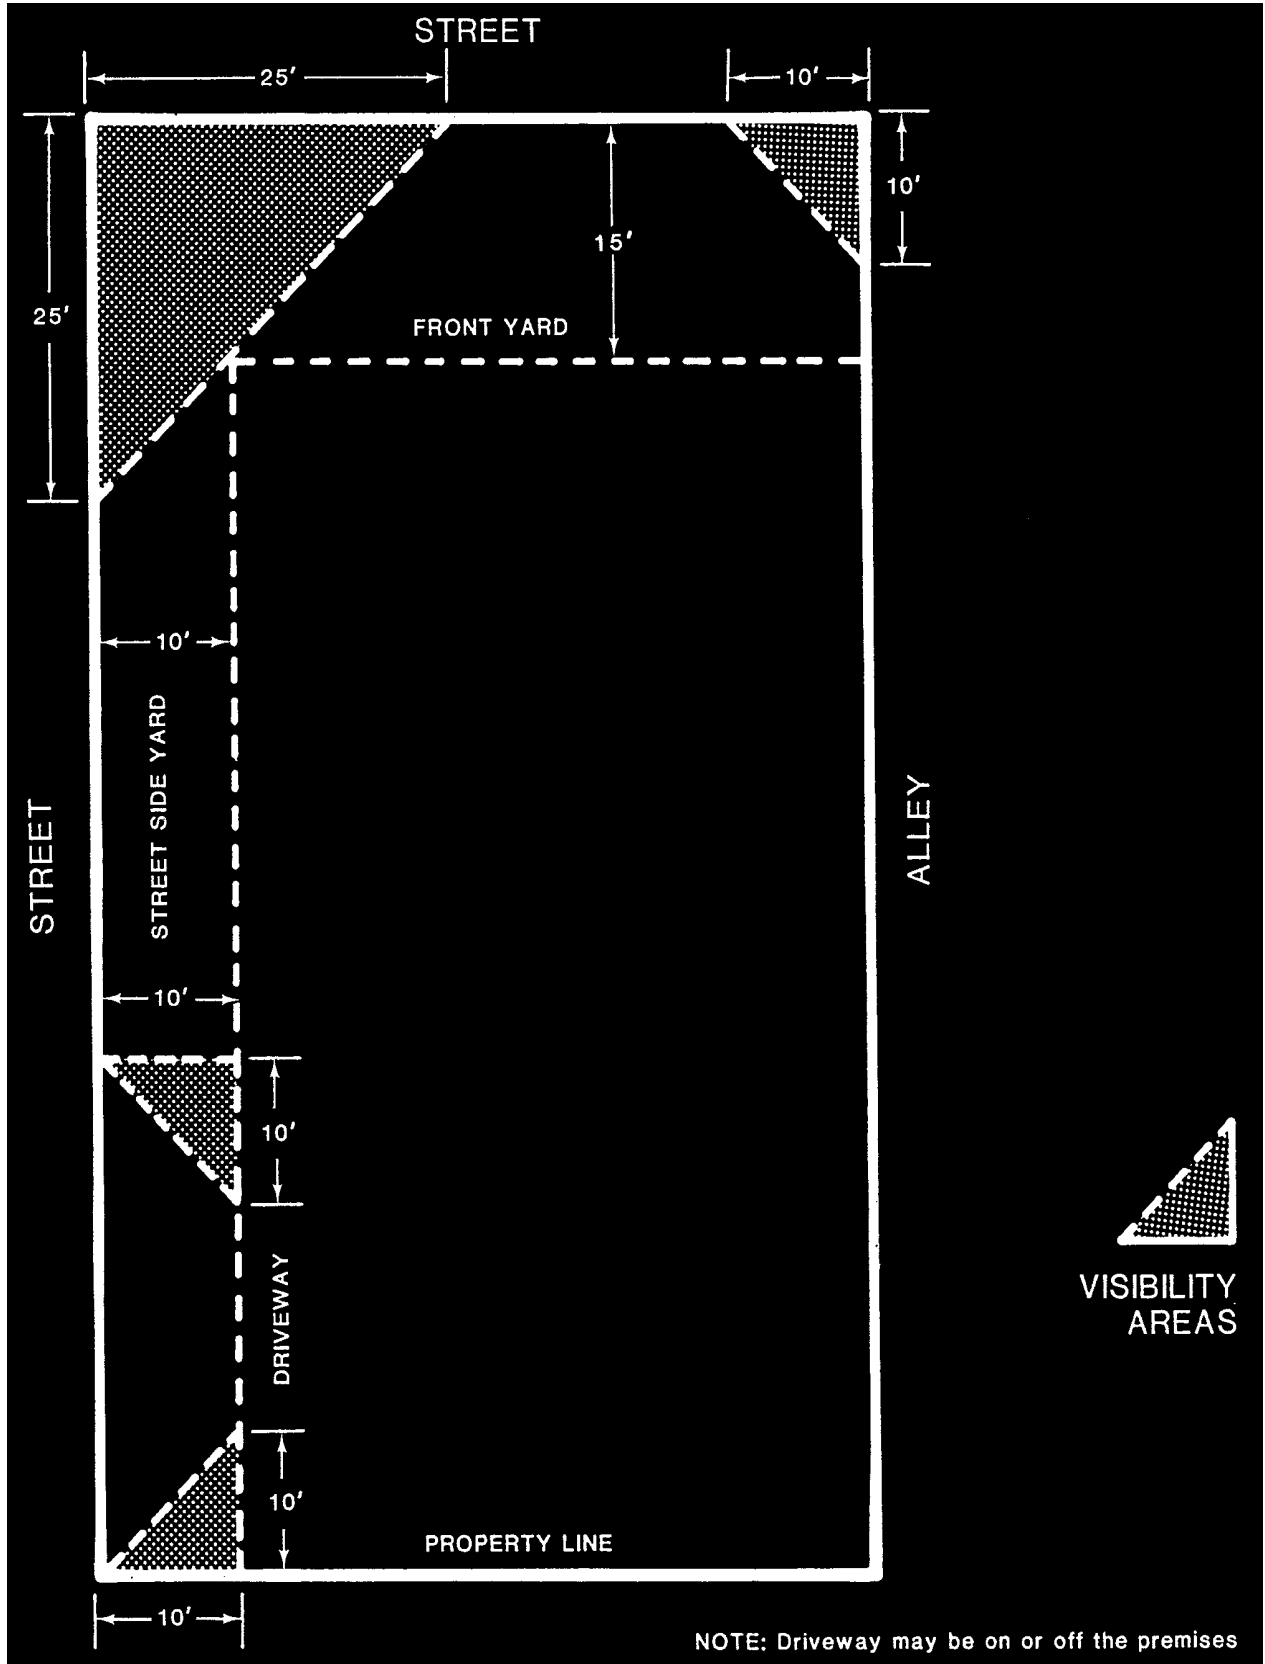 STREET
25'
10'
10'
15'
25'
FRONT YARD
10'
STREET SIDE YARD
STREET
ALLEY
10'
10'
DRIVEWAY
VISIBILITY
AREAS
10'
PROPERTY LINE
10'
NOTE: Driveway may be on or off the premises